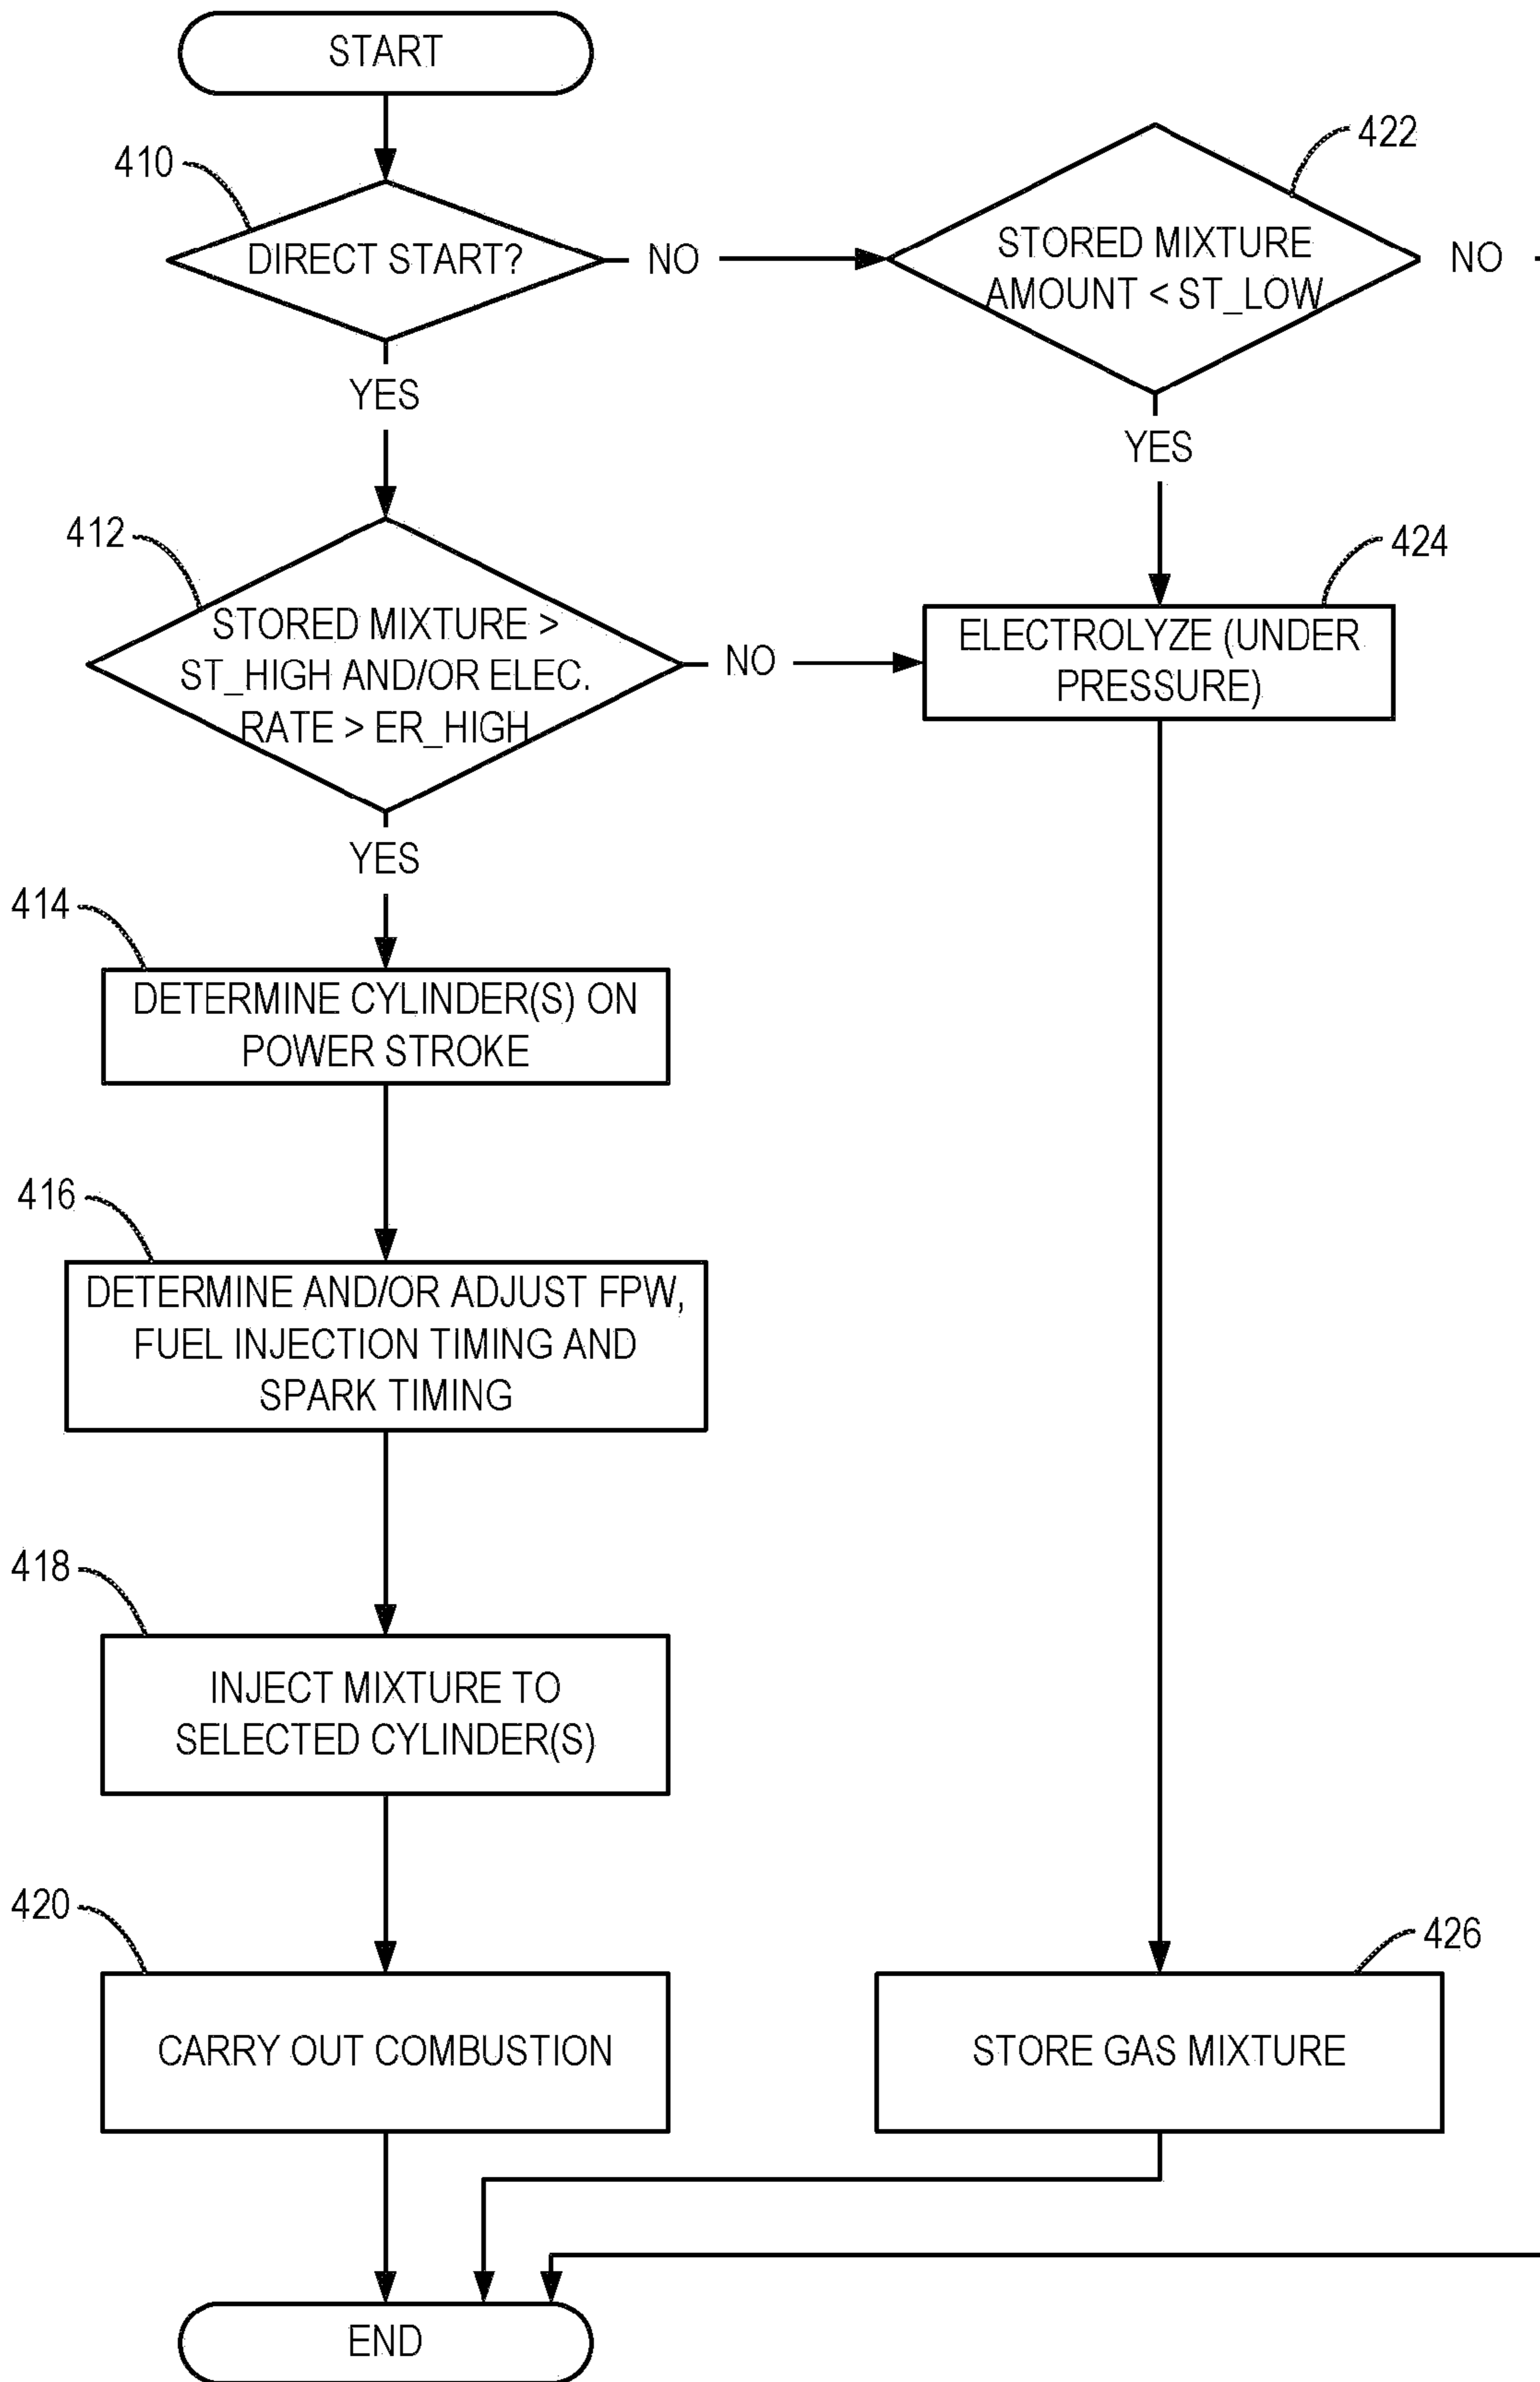 START
410
DIRECT START?
NO
422
STORED MIXTURE
AMOUNT < ST_LOW
NO
YES
YES
412
STORED MIXTURE >
ST_HIGH AND/OR ELEC.
RATE > ER_HIGH
NO
424
ELECTROLYZE (UNDER
PRESSURE)
YES
414
DETERMINE CYLINDER(S) ON
POWER STROKE
416
DETERMINE AND/OR ADJUST FPW,
FUEL INJECTION TIMING AND
SPARK TIMING
418
INJECT MIXTURE TO
SELECTED CYLINDER(S)
420
CARRY OUT COMBUSTION
426
STORE GAS MIXTURE
END